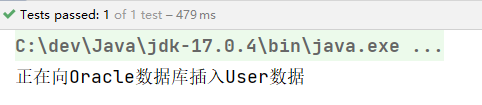 Tests passed: 1 of 1 test – 479 ms
C:\dev\Java\jdk-17.0.4\bin\java.exe ...
正在向Oracle数据库插入User数据